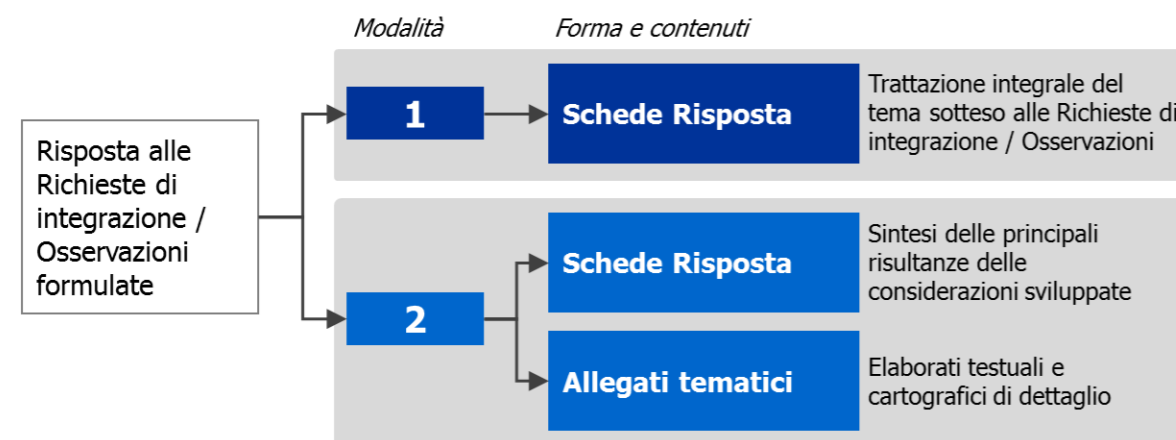 Modalità
Forma e contenuti
Risposta alle
Richieste di
integrazione /
Osservazioni
formulate
1
Schede Risposta
Trattazione integrale del
tema sotteso alle Richieste di
integrazione / Osservazioni
2
Schede Risposta
Sintesi delle principali
risultanze delle
considerazioni sviluppate
Allegati tematici
Elaborati testuali e
cartografici di dettaglio